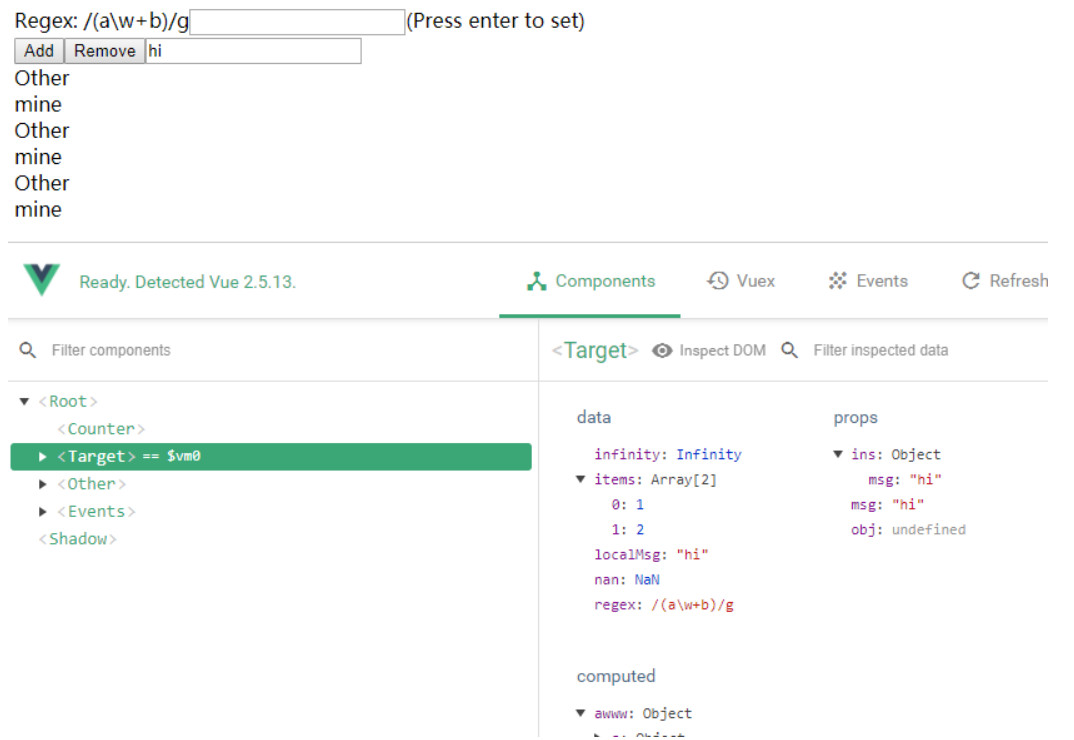 Regex: /(a\w+b)/g (Press enter to set)
Add Remove hi
Other
mine
Other
mine
Other
mine
Ready. Detected Vue 2.5.13. Components Vuex Events Refresh
Filter components
<Root>
<Counter>
<Target> == $vm0
<Other>
<Events>
<Shadow>
<Target> Inspect DOM Filter inspected data
data
infinity: Infinity
items: Array[2]
0: 1
1: 2
localMsg: "hi"
nan: NaN
regex: /(a\w+b)/g
props
ins: Object
msg: "hi"
msg: "hi"
obj: undefined
computed
awww: Object